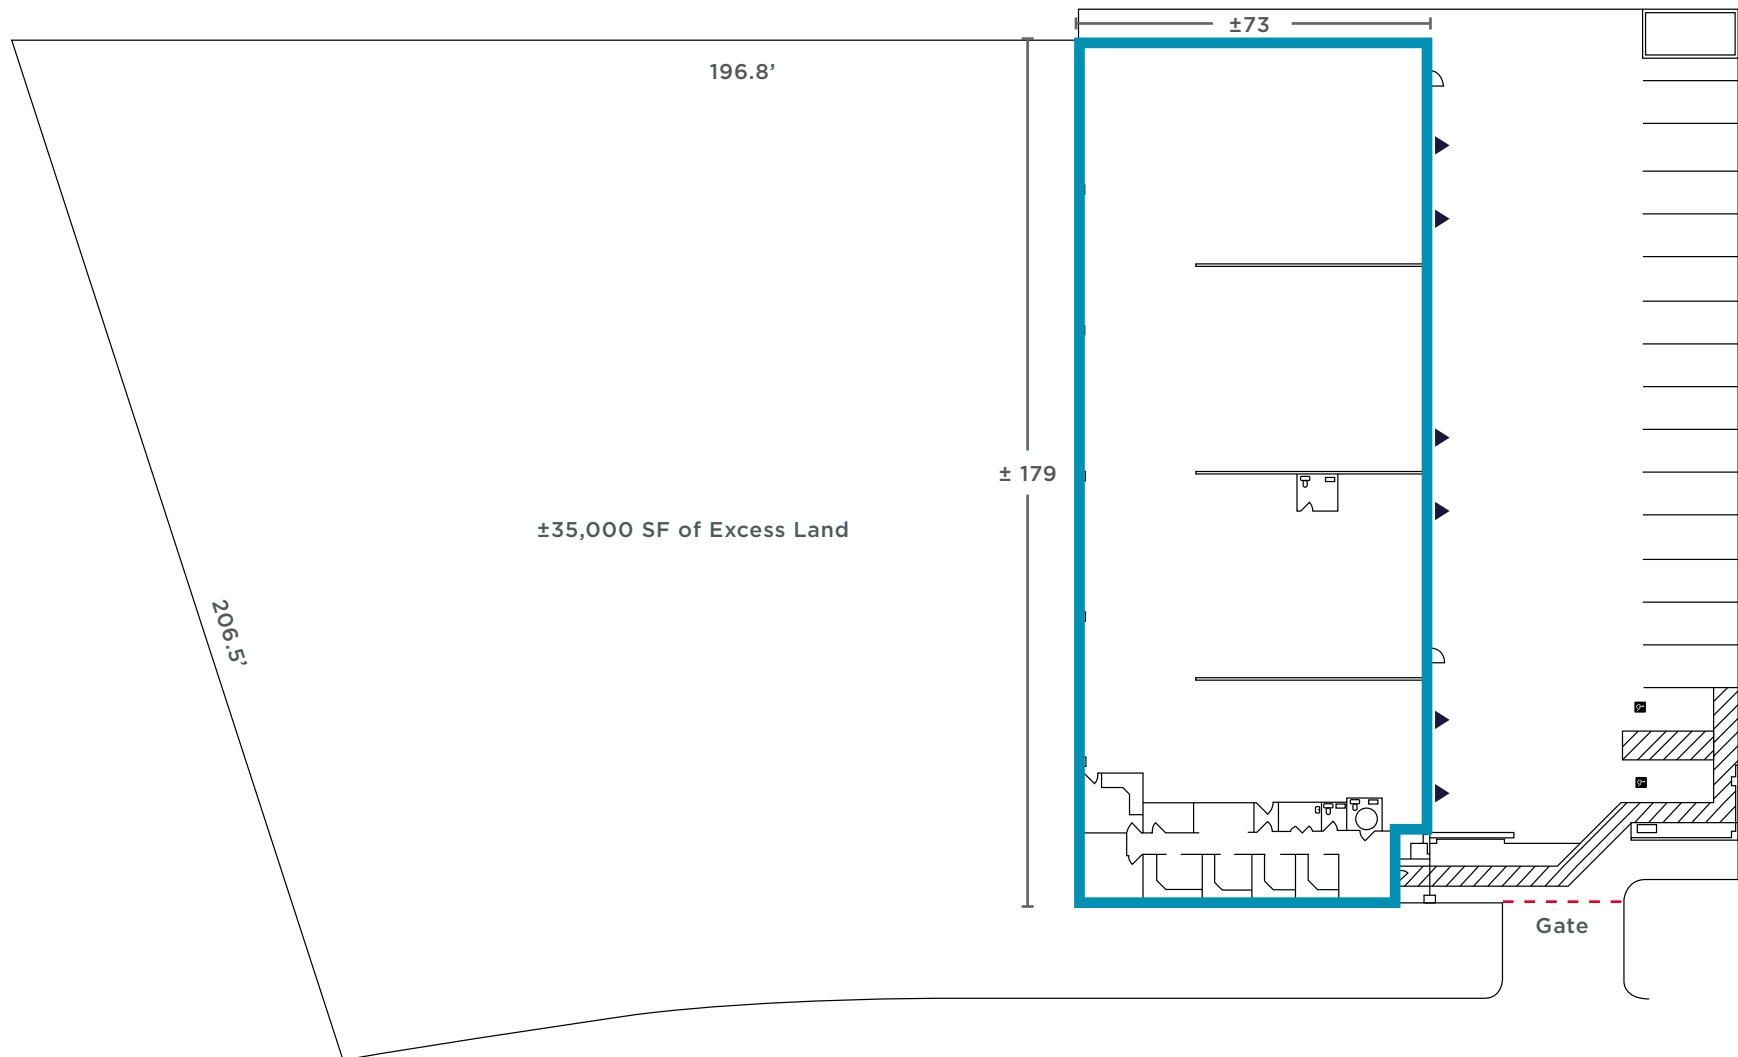 ±73
196.8’
± 179
±35,000 SF of Excess Land
206.5’
Gate